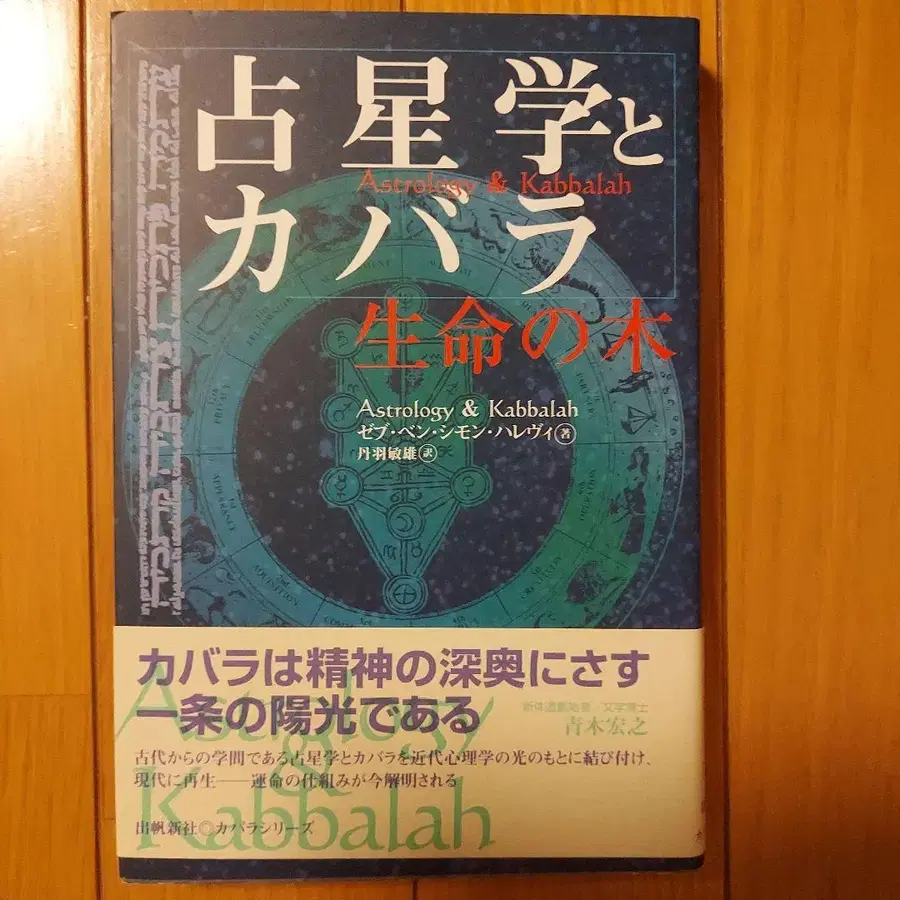 占星学と
Astrology & Kabbalah
カバラ
生命の木
Astrology & Kabbalah
ゼブ・ベン・シモン・ハレヴィ 著
丹羽敏雄 訳
カバラは精神の深奥にさす
一条の陽光である
新体道創始者／文学博士
青木宏之
古代からの学問である占星学とカバラを近代心理学の光のもとに結び付け、
現代に再生──運命の仕組みが今解明される
Astrology
Kabbalah
出帆新社◎カバラシリーズ